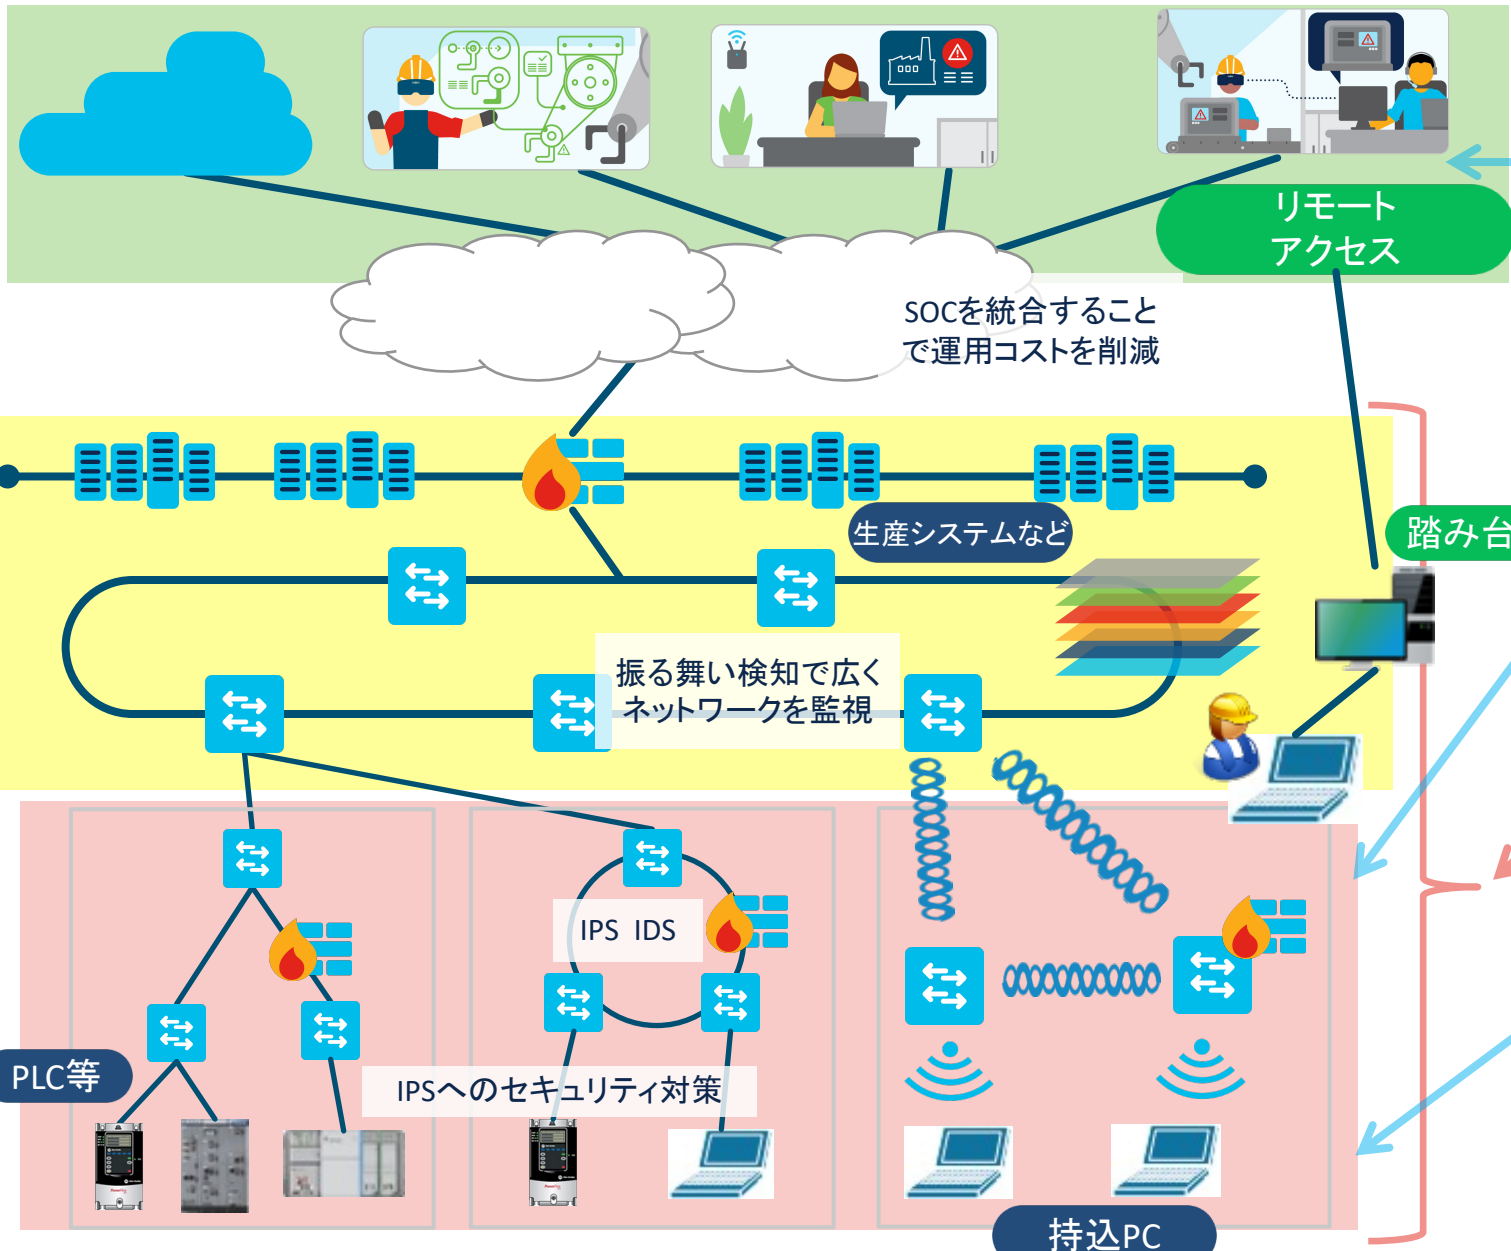 リモート
アクセス
SOCを統合すること
で運用コストを削減
生産システムなど
踏み台
振る舞い検知で広く
ネットワークを監視
IPS IDS
PLC等
IPSへのセキュリティ対策
持込PC